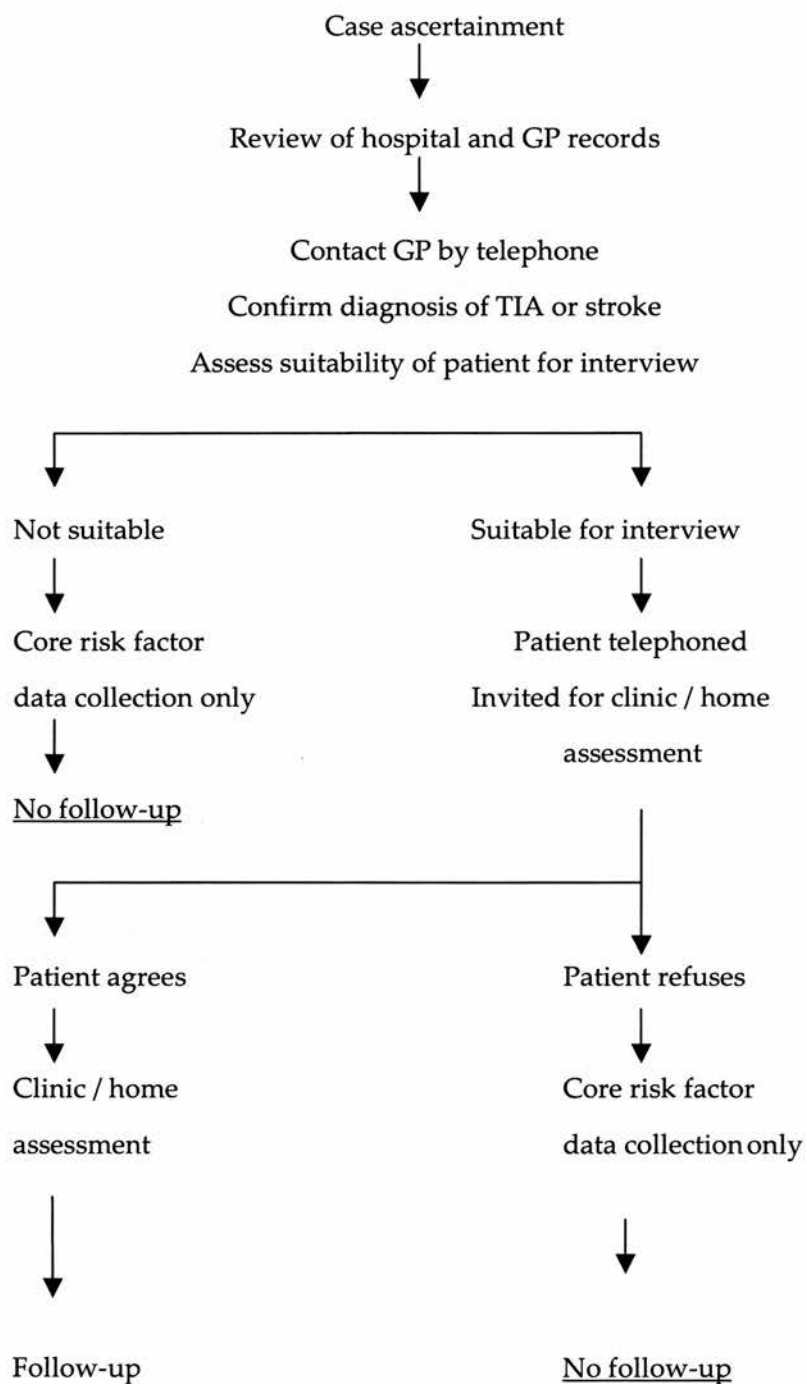 Case ascertainment
Review of hospital and GP records
Contact GP by telephone
Confirm diagnosis of TIA or stroke
Assess suitability of patient for interview
Not suitable
Suitable for interview
Core risk factor
data collection only
Patient telephoned
Invited for clinic / home
assessment
No follow-up
Patient agrees
Patient refuses
Clinic / home
assessment
Core risk factor
data collection only
Follow-up
No follow-up